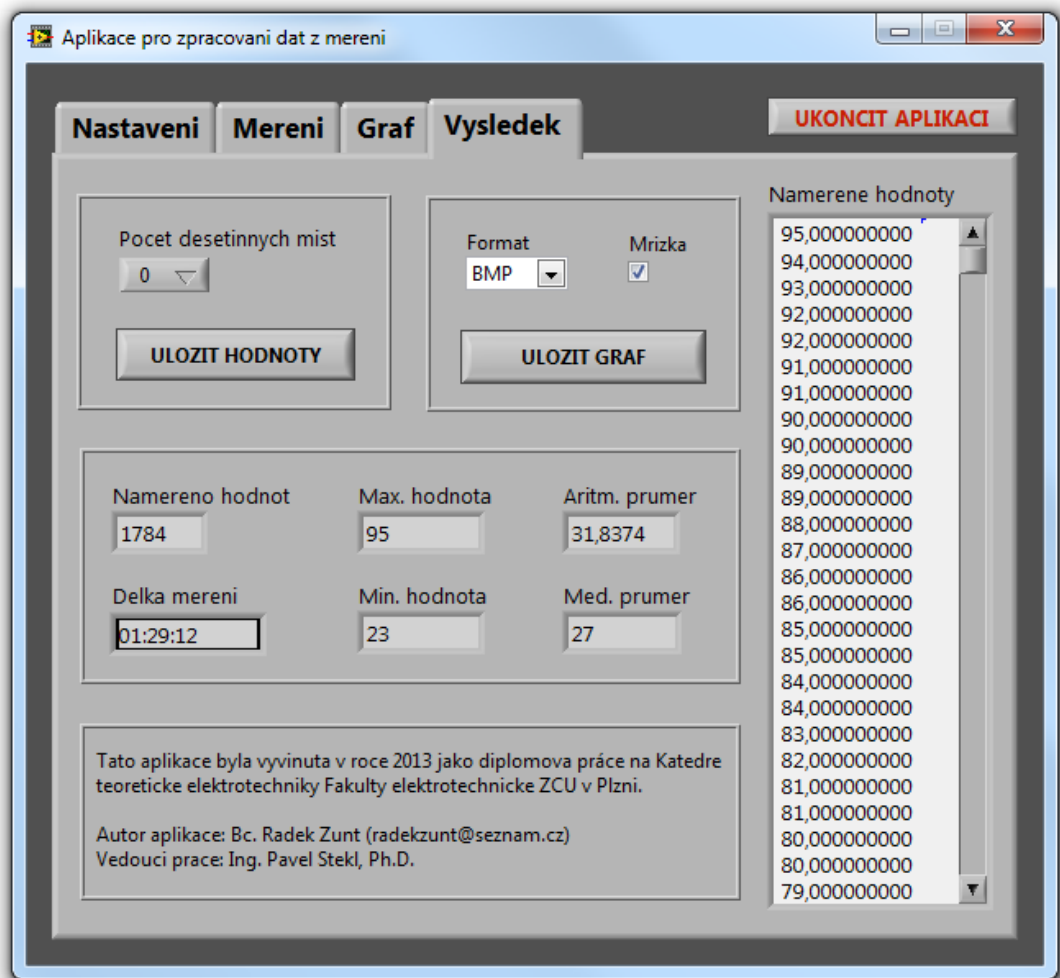 Aplikace pro zpracovani dat z mereni
Nastaveni
Mereni
Graf
Vysledek
UKONCIT APLIKACI
Pocet desetinnych mist
0
ULOZIT HODNOTY
Format
Mrizka
BMP
ULOZIT GRAF
Namereno hodnot
Max. hodnota
Aritm. prumer
1784
95
31,8374
Delka mereni
Min. hodnota
Med. prumer
01:29:12
23
27
Tato aplikace byla vyvinuta v roce 2013 jako diplomova práce na Katedre
teoreticke elektrotechniky Fakulty elektrotechnicke ZCU v Plzni.
Autor aplikace: Bc. Radek Zunt (radekzunt@seznam.cz)
Vedouci prace: Ing. Pavel Stekl, Ph.D.
Namerene hodnoty
95,000000000
94,000000000
93,000000000
92,000000000
92,000000000
91,000000000
91,000000000
90,000000000
90,000000000
89,000000000
89,000000000
88,000000000
87,000000000
86,000000000
86,000000000
85,000000000
85,000000000
84,000000000
84,000000000
83,000000000
82,000000000
81,000000000
81,000000000
80,000000000
80,000000000
79,000000000